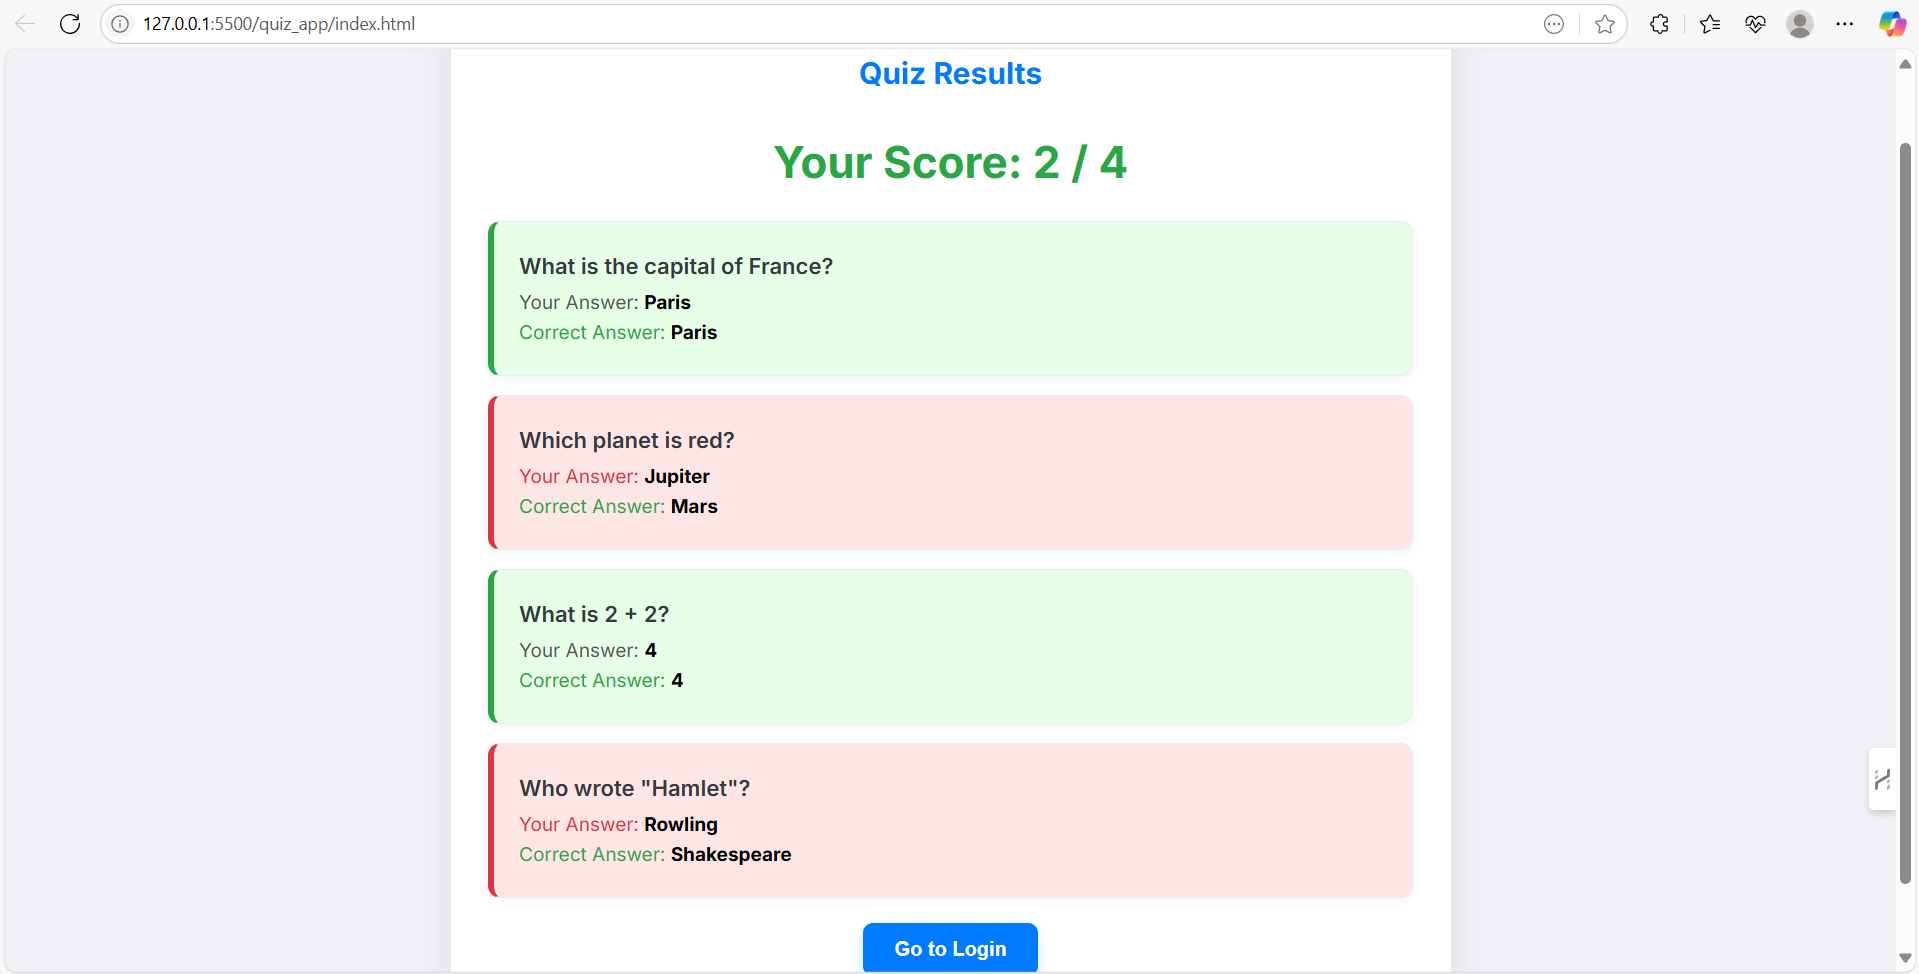 127.0.0.1:5500/quiz_app/index.html
Quiz Results
Your Score: 2 / 4
What is the capital of France?
Your Answer: Paris
Correct Answer: Paris
Which planet is red?
Your Answer: Jupiter
Correct Answer: Mars
What is 2 + 2?
Your Answer: 4
Correct Answer: 4
Who wrote "Hamlet"?
Your Answer: Rowling
Correct Answer: Shakespeare
Go to Login